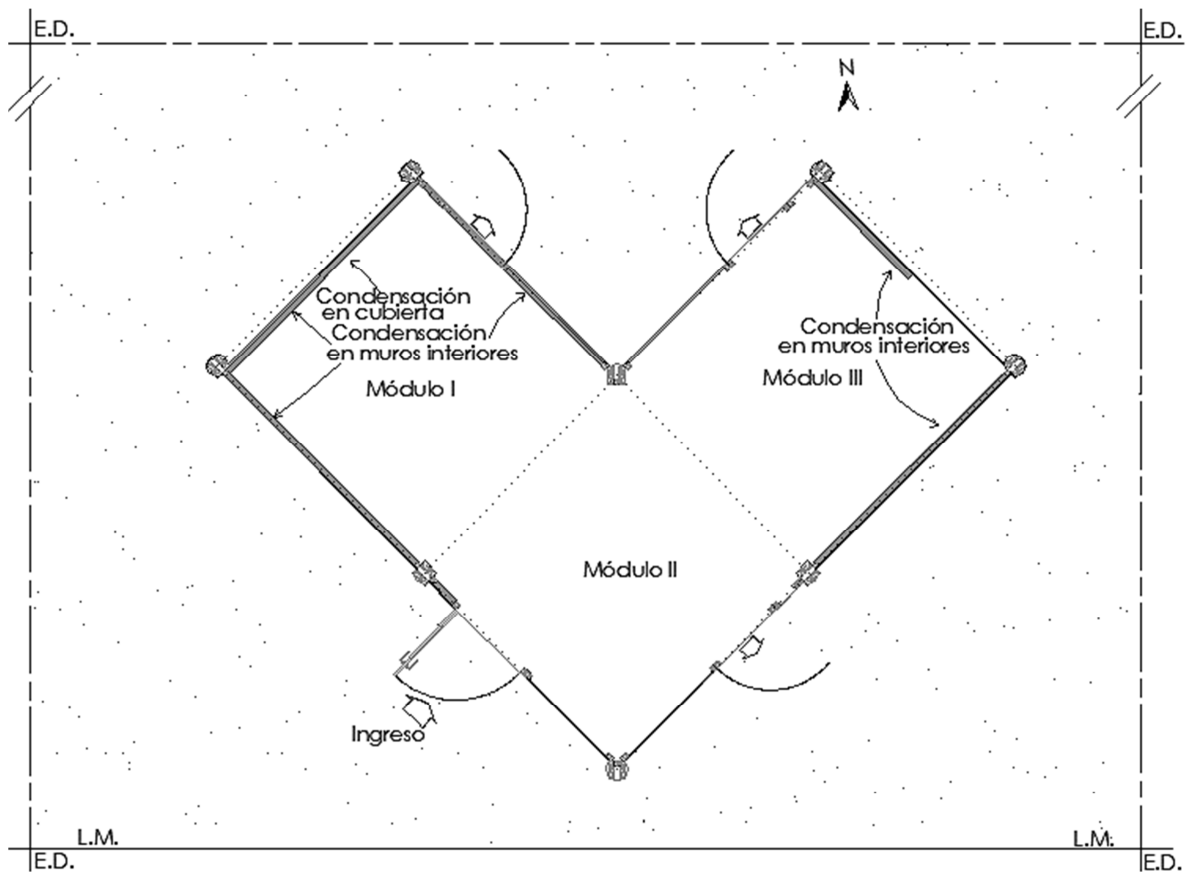 E.D.
E.D.
N
Condensación
en cubierta
Condensación
en muros interiores
Módulo I
Condensación
en muros interiores
Módulo III
Módulo II
Ingreso
L.M.
L.M.
E.D.
E.D.